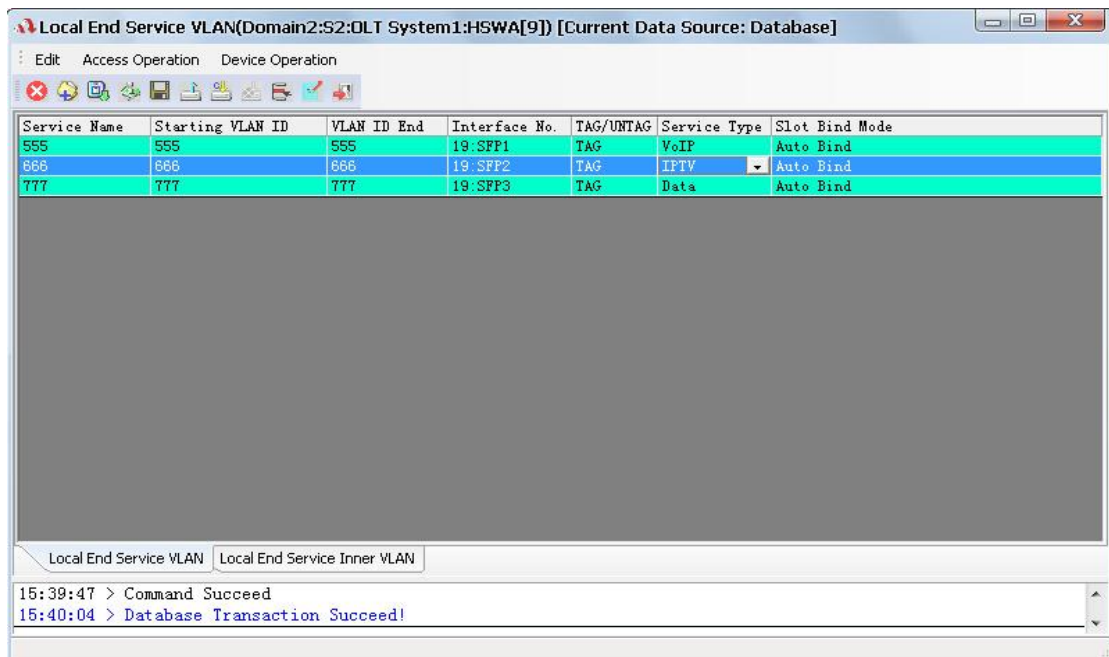 Local End Service VLAN(Domain2:S2:OLT System1:HSWA[9]) [Current Data Source: Database]
Edit Access Operation Device Operation
Service Name Starting VLAN ID VLAN ID End Interface No. TAG/UNTAG Service Type Slot Bind Mode
555 555 555 19:SFP1 TAG VoIP Auto Bind
666 666 666 19:SFP2 TAG IPTV Auto Bind
777 777 777 19:SFP3 TAG Data Auto Bind
Local End Service VLAN Local End Service Inner VLAN
15:39:47 > Command Succeed
15:40:04 > Database Transaction Succeed!